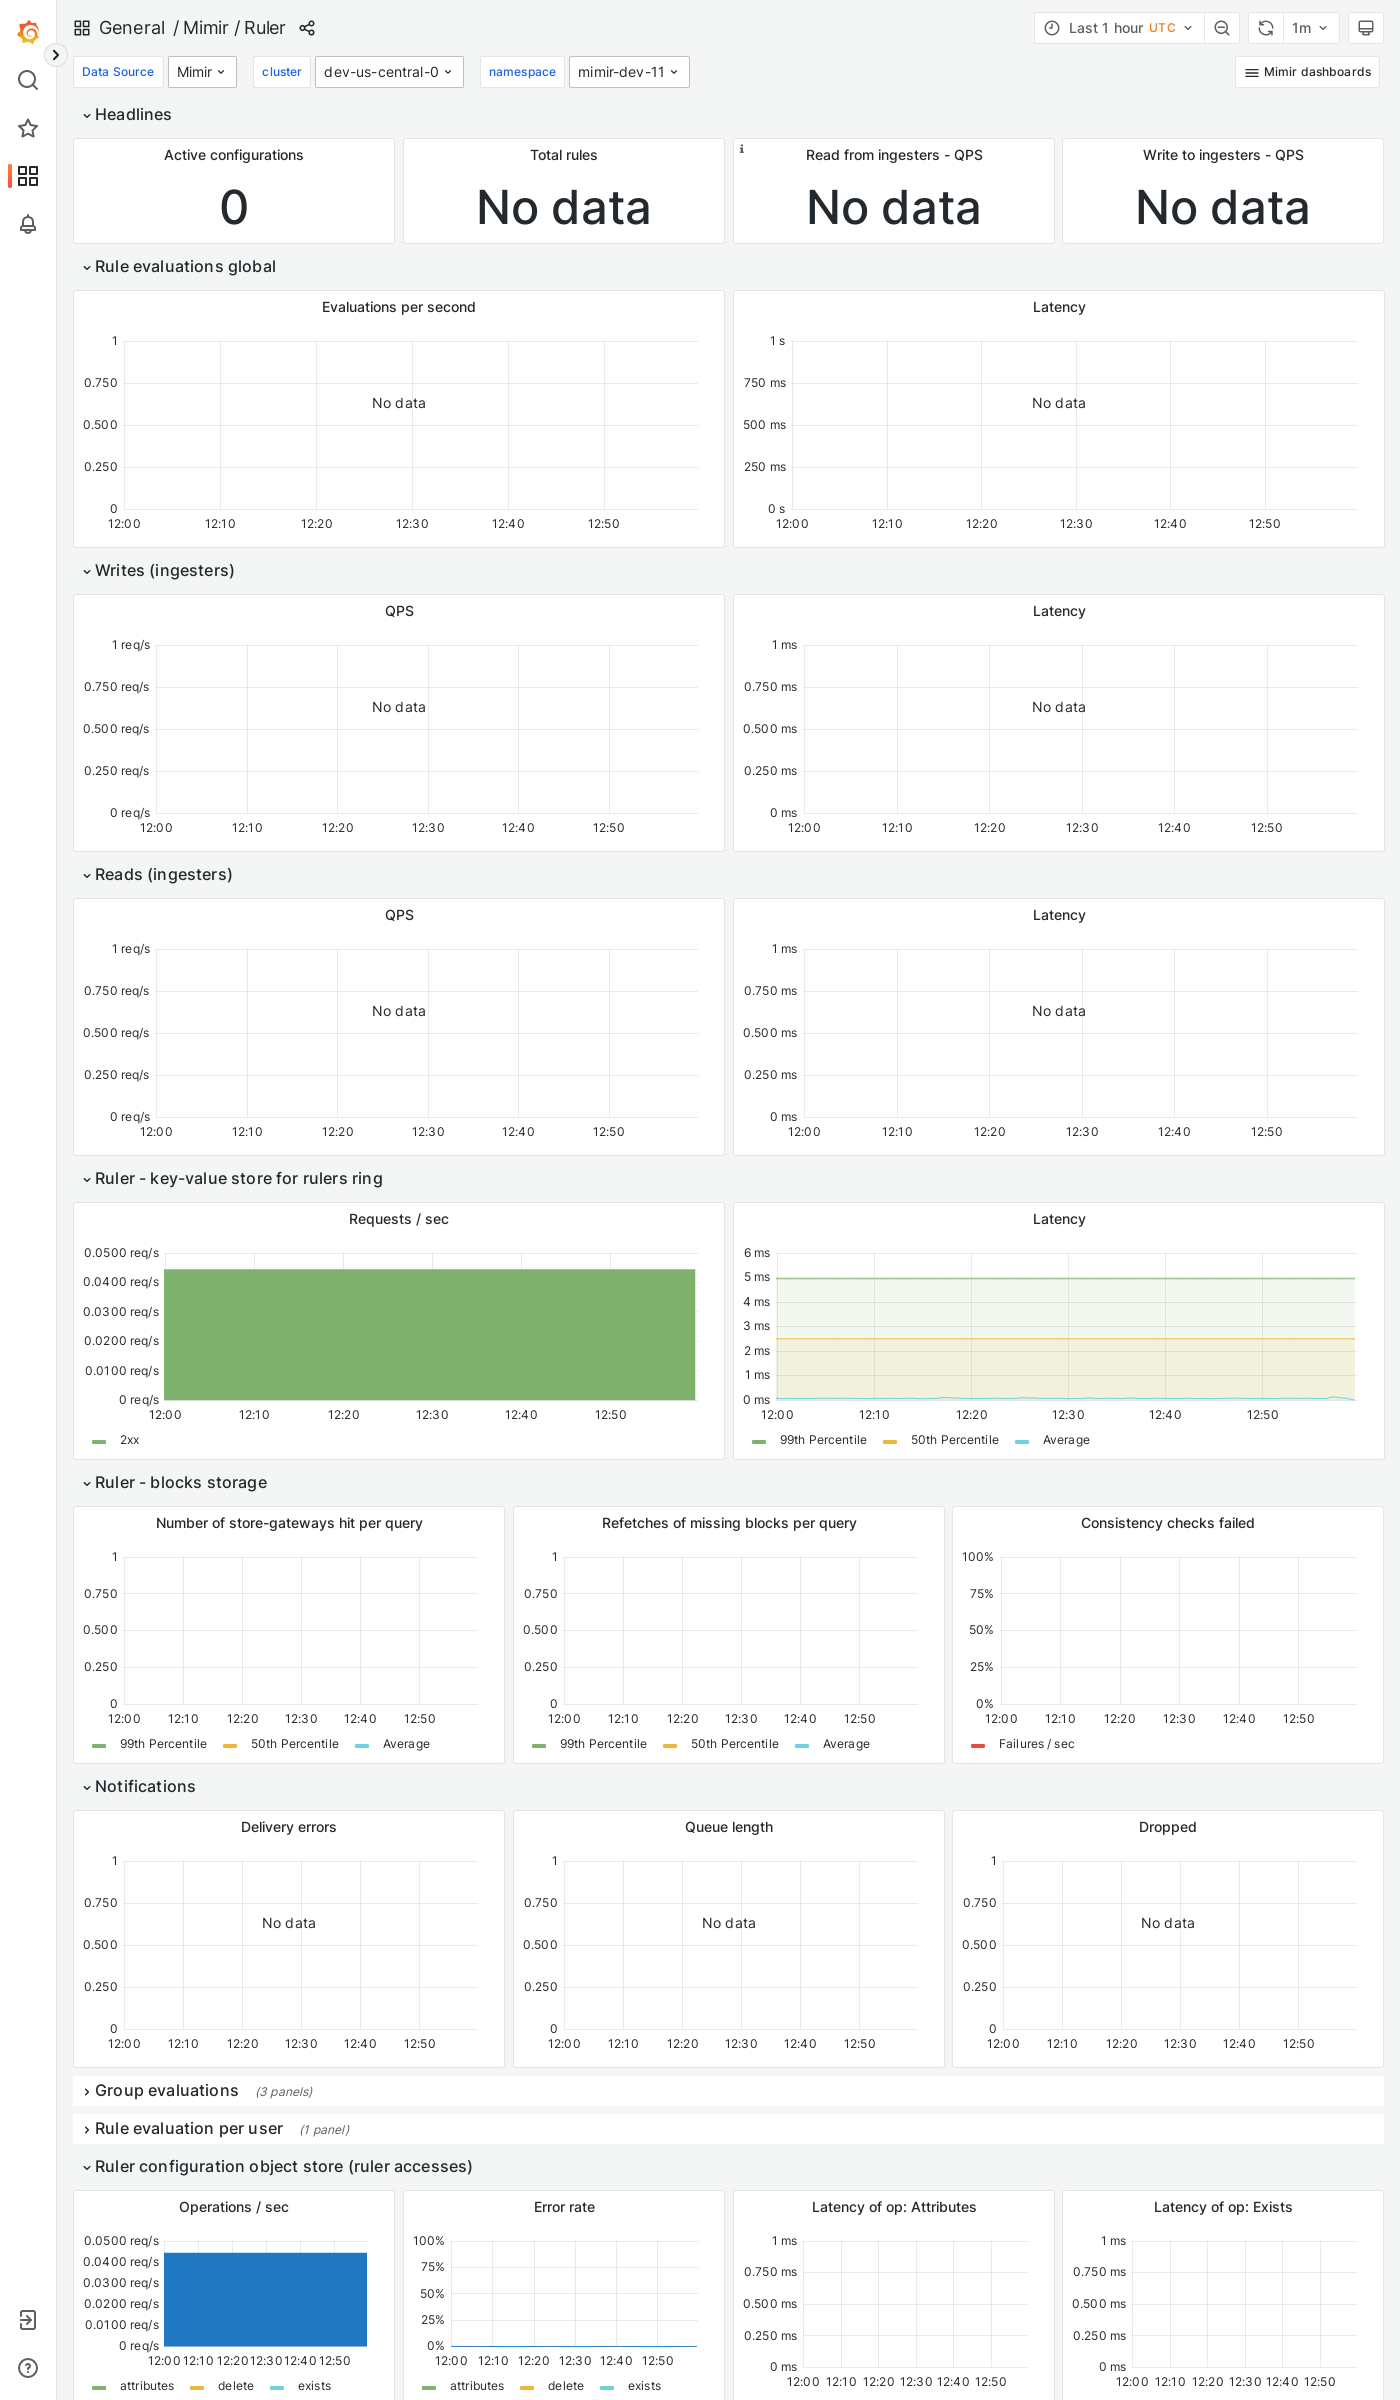 General / Mimir / Ruler
Last 1 hour UTC
1m
Data Source Mimir cluster dev-us-central-0 namespace mimir-dev-11
Mimir dashboards
Headlines
Active configurations
0
Total rules
No data
Read from ingesters - QPS
No data
Write to ingesters - QPS
No data
Rule evaluations global
Evaluations per second
1
0.750
0.500
0.250
0
No data
12:00 12:10 12:20 12:30 12:40 12:50
Latency
1 s
750 ms
500 ms
250 ms
0 s
No data
12:00 12:10 12:20 12:30 12:40 12:50
Writes (ingesters)
QPS
1 req/s
0.750 req/s
0.500 req/s
0.250 req/s
0 req/s
No data
12:00 12:10 12:20 12:30 12:40 12:50
Latency
1 ms
0.750 ms
0.500 ms
0.250 ms
0 ms
No data
12:00 12:10 12:20 12:30 12:40 12:50
Reads (ingesters)
QPS
1 req/s
0.750 req/s
0.500 req/s
0.250 req/s
0 req/s
No data
12:00 12:10 12:20 12:30 12:40 12:50
Latency
1 ms
0.750 ms
0.500 ms
0.250 ms
0 ms
No data
12:00 12:10 12:20 12:30 12:40 12:50
Ruler - key-value store for rulers ring
Requests / sec
0.0500 req/s
0.0400 req/s
0.0300 req/s
0.0200 req/s
0.0100 req/s
0 req/s
12:00 12:10 12:20 12:30 12:40 12:50
2xx
Latency
6 ms
5 ms
4 ms
3 ms
2 ms
1 ms
0 ms
12:00 12:10 12:20 12:30 12:40 12:50
99th Percentile 50th Percentile Average
Ruler - blocks storage
Number of store-gateways hit per query
1
0.750
0.500
0.250
0
12:00 12:10 12:20 12:30 12:40 12:50
99th Percentile 50th Percentile Average
Refetches of missing blocks per query
1
0.750
0.500
0.250
0
12:00 12:10 12:20 12:30 12:40 12:50
99th Percentile 50th Percentile Average
Consistency checks failed
100%
75%
50%
25%
0%
12:00 12:10 12:20 12:30 12:40 12:50
Failures / sec
Notifications
Delivery errors
1
0.750
0.500
0.250
0
No data
12:00 12:10 12:20 12:30 12:40 12:50
Queue length
1
0.750
0.500
0.250
0
No data
12:00 12:10 12:20 12:30 12:40 12:50
Dropped
1
0.750
0.500
0.250
0
No data
12:00 12:10 12:20 12:30 12:40 12:50
Group evaluations (3 panels)
Rule evaluation per user (1 panel)
Ruler configuration object store (ruler accesses)
Operations / sec
0.0500 req/s
0.0400 req/s
0.0300 req/s
0.0200 req/s
0.0100 req/s
0 req/s
12:00 12:10 12:20 12:30 12:40 12:50
attributes delete exists
Error rate
100%
75%
50%
25%
0%
12:00 12:10 12:20 12:30 12:40 12:50
attributes delete exists
Latency of op: Attributes
1 ms
0.750 ms
0.500 ms
0.250 ms
0 ms
12:00 12:10 12:20 12:30 12:40 12:50
Latency of op: Exists
1 ms
0.750 ms
0.500 ms
0.250 ms
0 ms
12:00 12:10 12:20 12:30 12:40 12:50